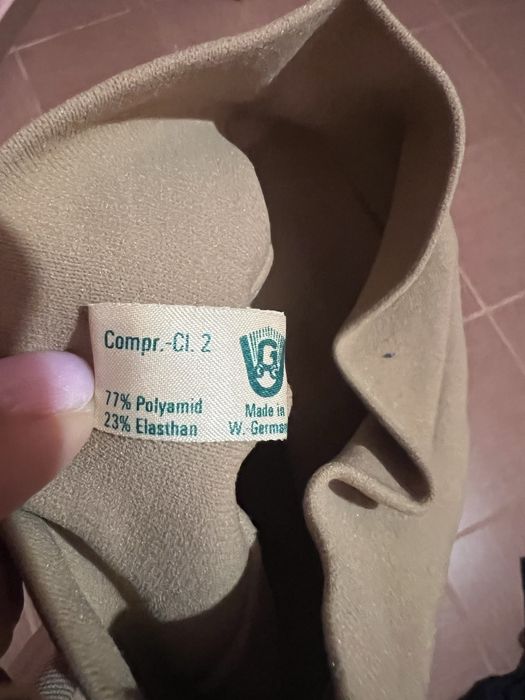 Compr.-Cl. 2
G
77% Polyamid
23% Elasthan
Made in
W.-German